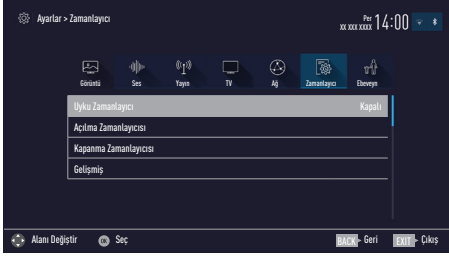 Ayarlar > Zamanlayıcı
Per
xx xxx xxxx 14:00
Görüntü Ses Yayın TV Ağ Zamanlayıcı Ebeveyn
Uyku Zamanlayıcı Kapalı
Açılma Zamanlayıcısı
Kapanma Zamanlayıcısı
Gelişmiş
Alanı Değiştir OK Seç BACK Geri EXIT Çıkış